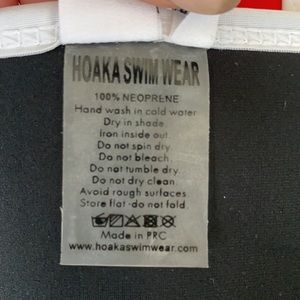 HOAKA SWIM WEAR
100% NEOPRENE
Hand wash in cold water
Dry in shade.
Iron inside out.
Do not spin dry.
Do not bleach.
Do not tumble dry.
Do not dry clean.
Avoid rough surfaces
Store flat - do not fold.
Made in PRC
www.hoakaswimwear.com